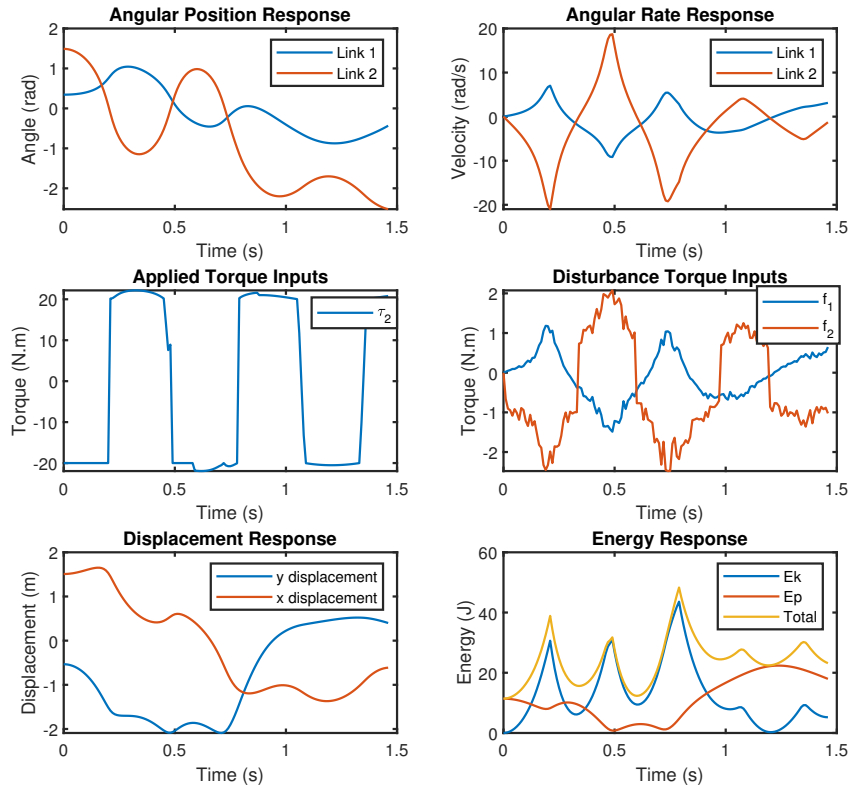 Angular Position Response
2
1
0
-1
-2
Angle (rad)
Link 1
Link 2
0
0.5
1
1.5
Time (s)
Angular Rate Response
20
10
0
-10
-20
Velocity (rad/s)
Link 1
Link 2
0
0.5
1
1.5
Time (s)
Applied Torque Inputs
20
10
0
-10
-20
Torque (N.m)
τ2
0
0.5
1
1.5
Time (s)
Disturbance Torque Inputs
2
1
0
-1
-2
Torque (N.m)
f1
f2
0
0.5
1
1.5
Time (s)
Displacement Response
2
1
0
-1
-2
Displacement (m)
y displacement
x displacement
0
0.5
1
1.5
Time (s)
Energy Response
60
40
20
0
Energy (J)
Ek
Ep
Total
0
0.5
1
1.5
Time (s)